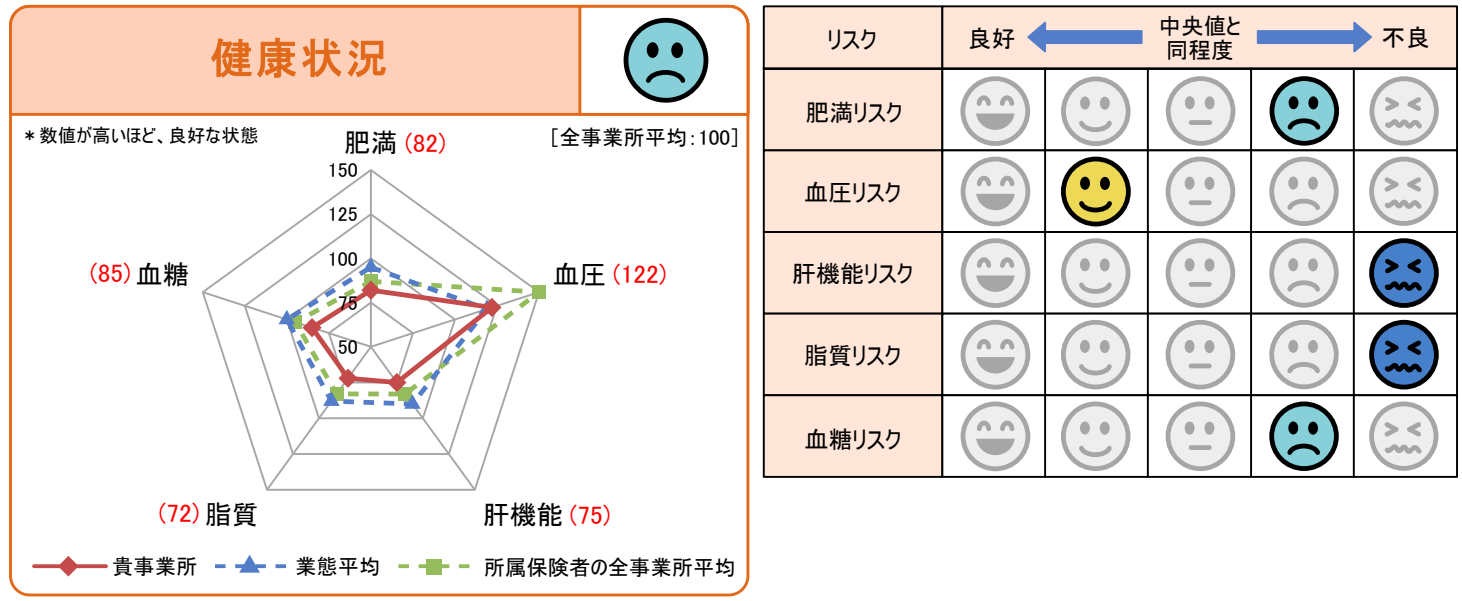 健康状況
*数値が高いほど、良好な状態
[全事業所平均:100]
肥満(82)
150
125
100
75
50
(85)血糖
血圧(122)
(72)脂質
肝機能(75)
貴事業所
業態平均
所属保険者の全事業所平均
リスク
良好
中央値と
同程度
不良
肥満リスク
血圧リスク
肝機能リスク
脂質リスク
血糖リスク